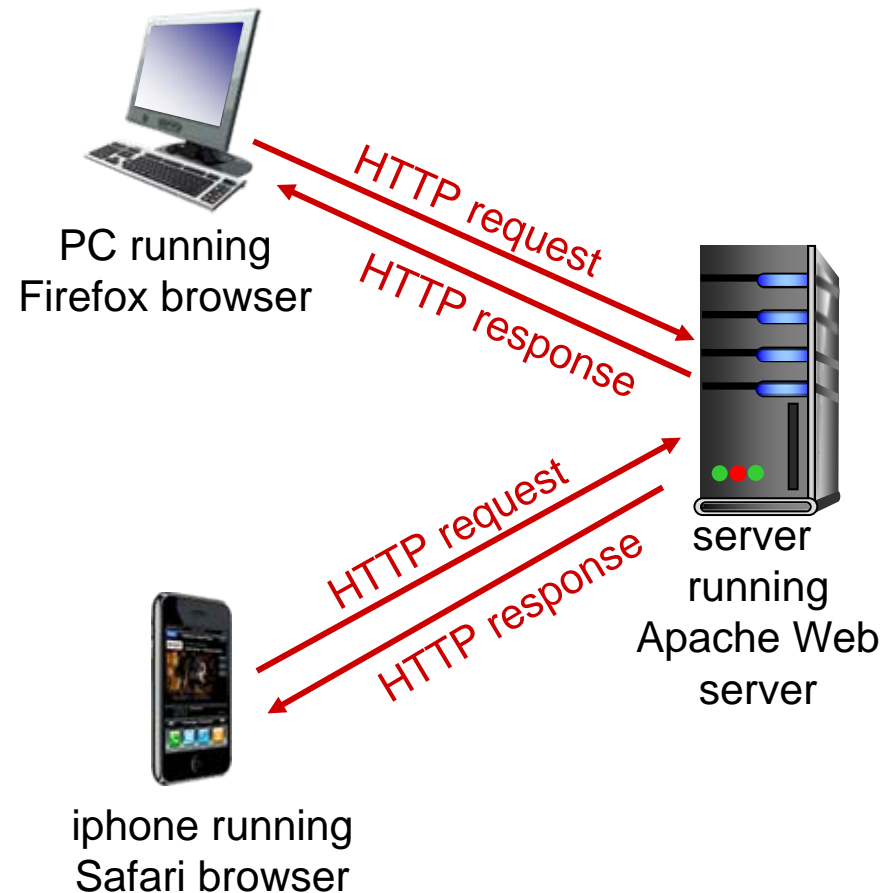 PC running
Firefox browser
HTTP request
HTTP response
server
running
Apache Web
server
HTTP request
HTTP response
iphone running
Safari browser